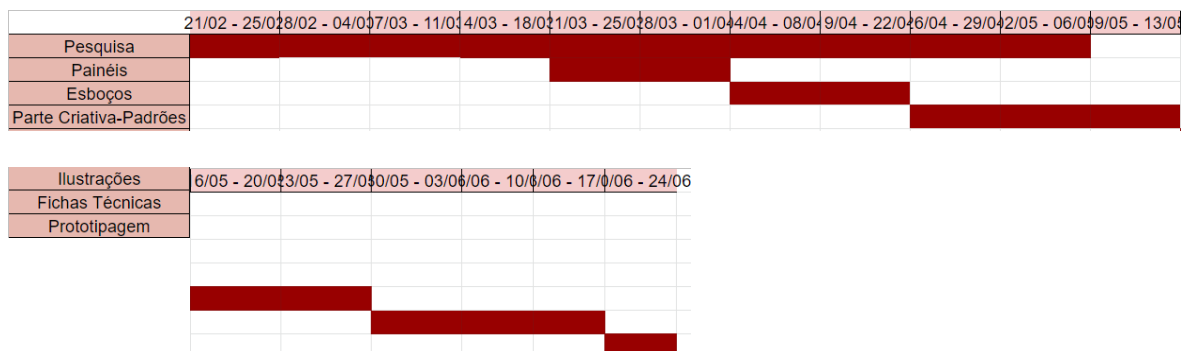 21/02 - 25/02 28/02 - 04/03 07/03 - 11/03 14/03 - 18/03 21/03 - 25/03 28/03 - 01/04 04/04 - 08/04 19/04 - 22/04 26/04 - 29/04 02/05 - 06/05 09/05 - 13/05
Pesquisa
Painéis
Esboços
Parte Criativa-Padrões
Ilustrações 16/05 - 20/05 23/05 - 27/05 30/05 - 03/06 06/06 - 10/06 /06 - 17/0 /06 - 24/06
Fichas Técnicas
Prototipagem